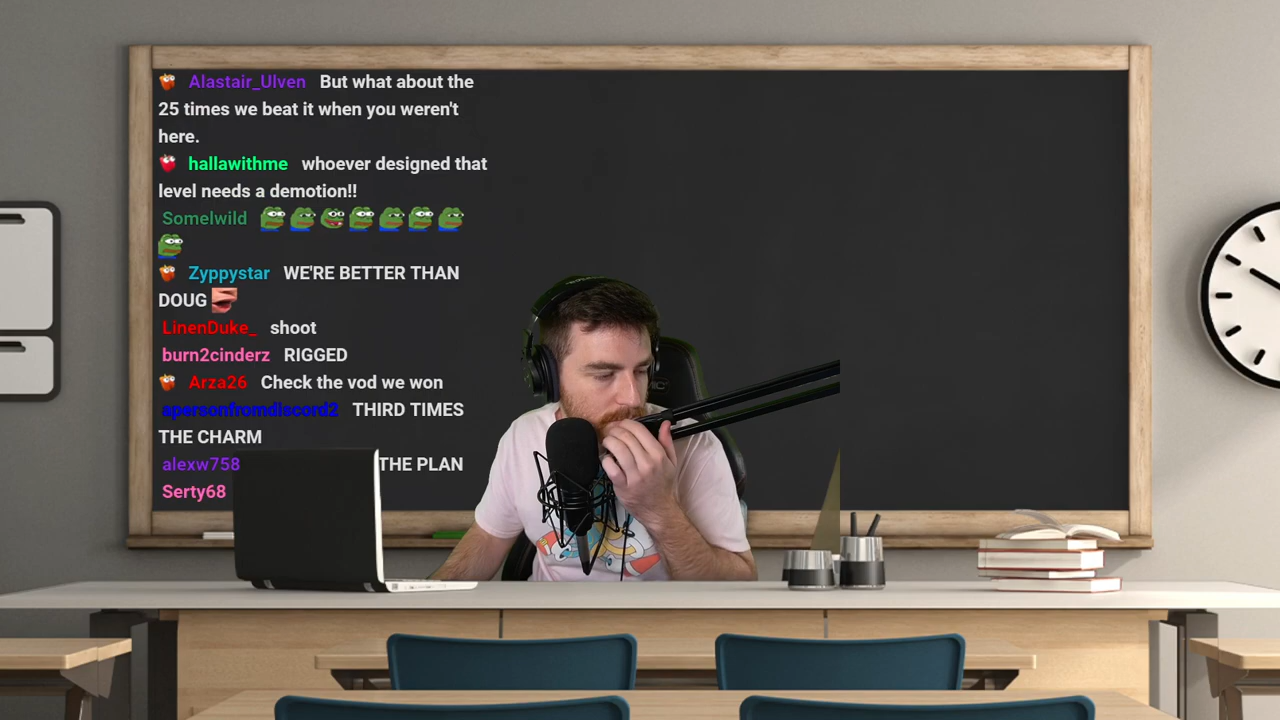 Alastair_Ulven But what about the
25 times we beat it when you weren't
here.
hallawithme whoever designed that
level needs a demotion!!
Somelwild
Zyppystar WE'RE BETTER THAN
DOUG
LinenDuke_ shoot
burn2cinderz RIGGED
Arza26 Check the vod we won
apersonfromdiscord2 THIRD TIMES
THE CHARM
alexw758 THE PLAN
Serty68